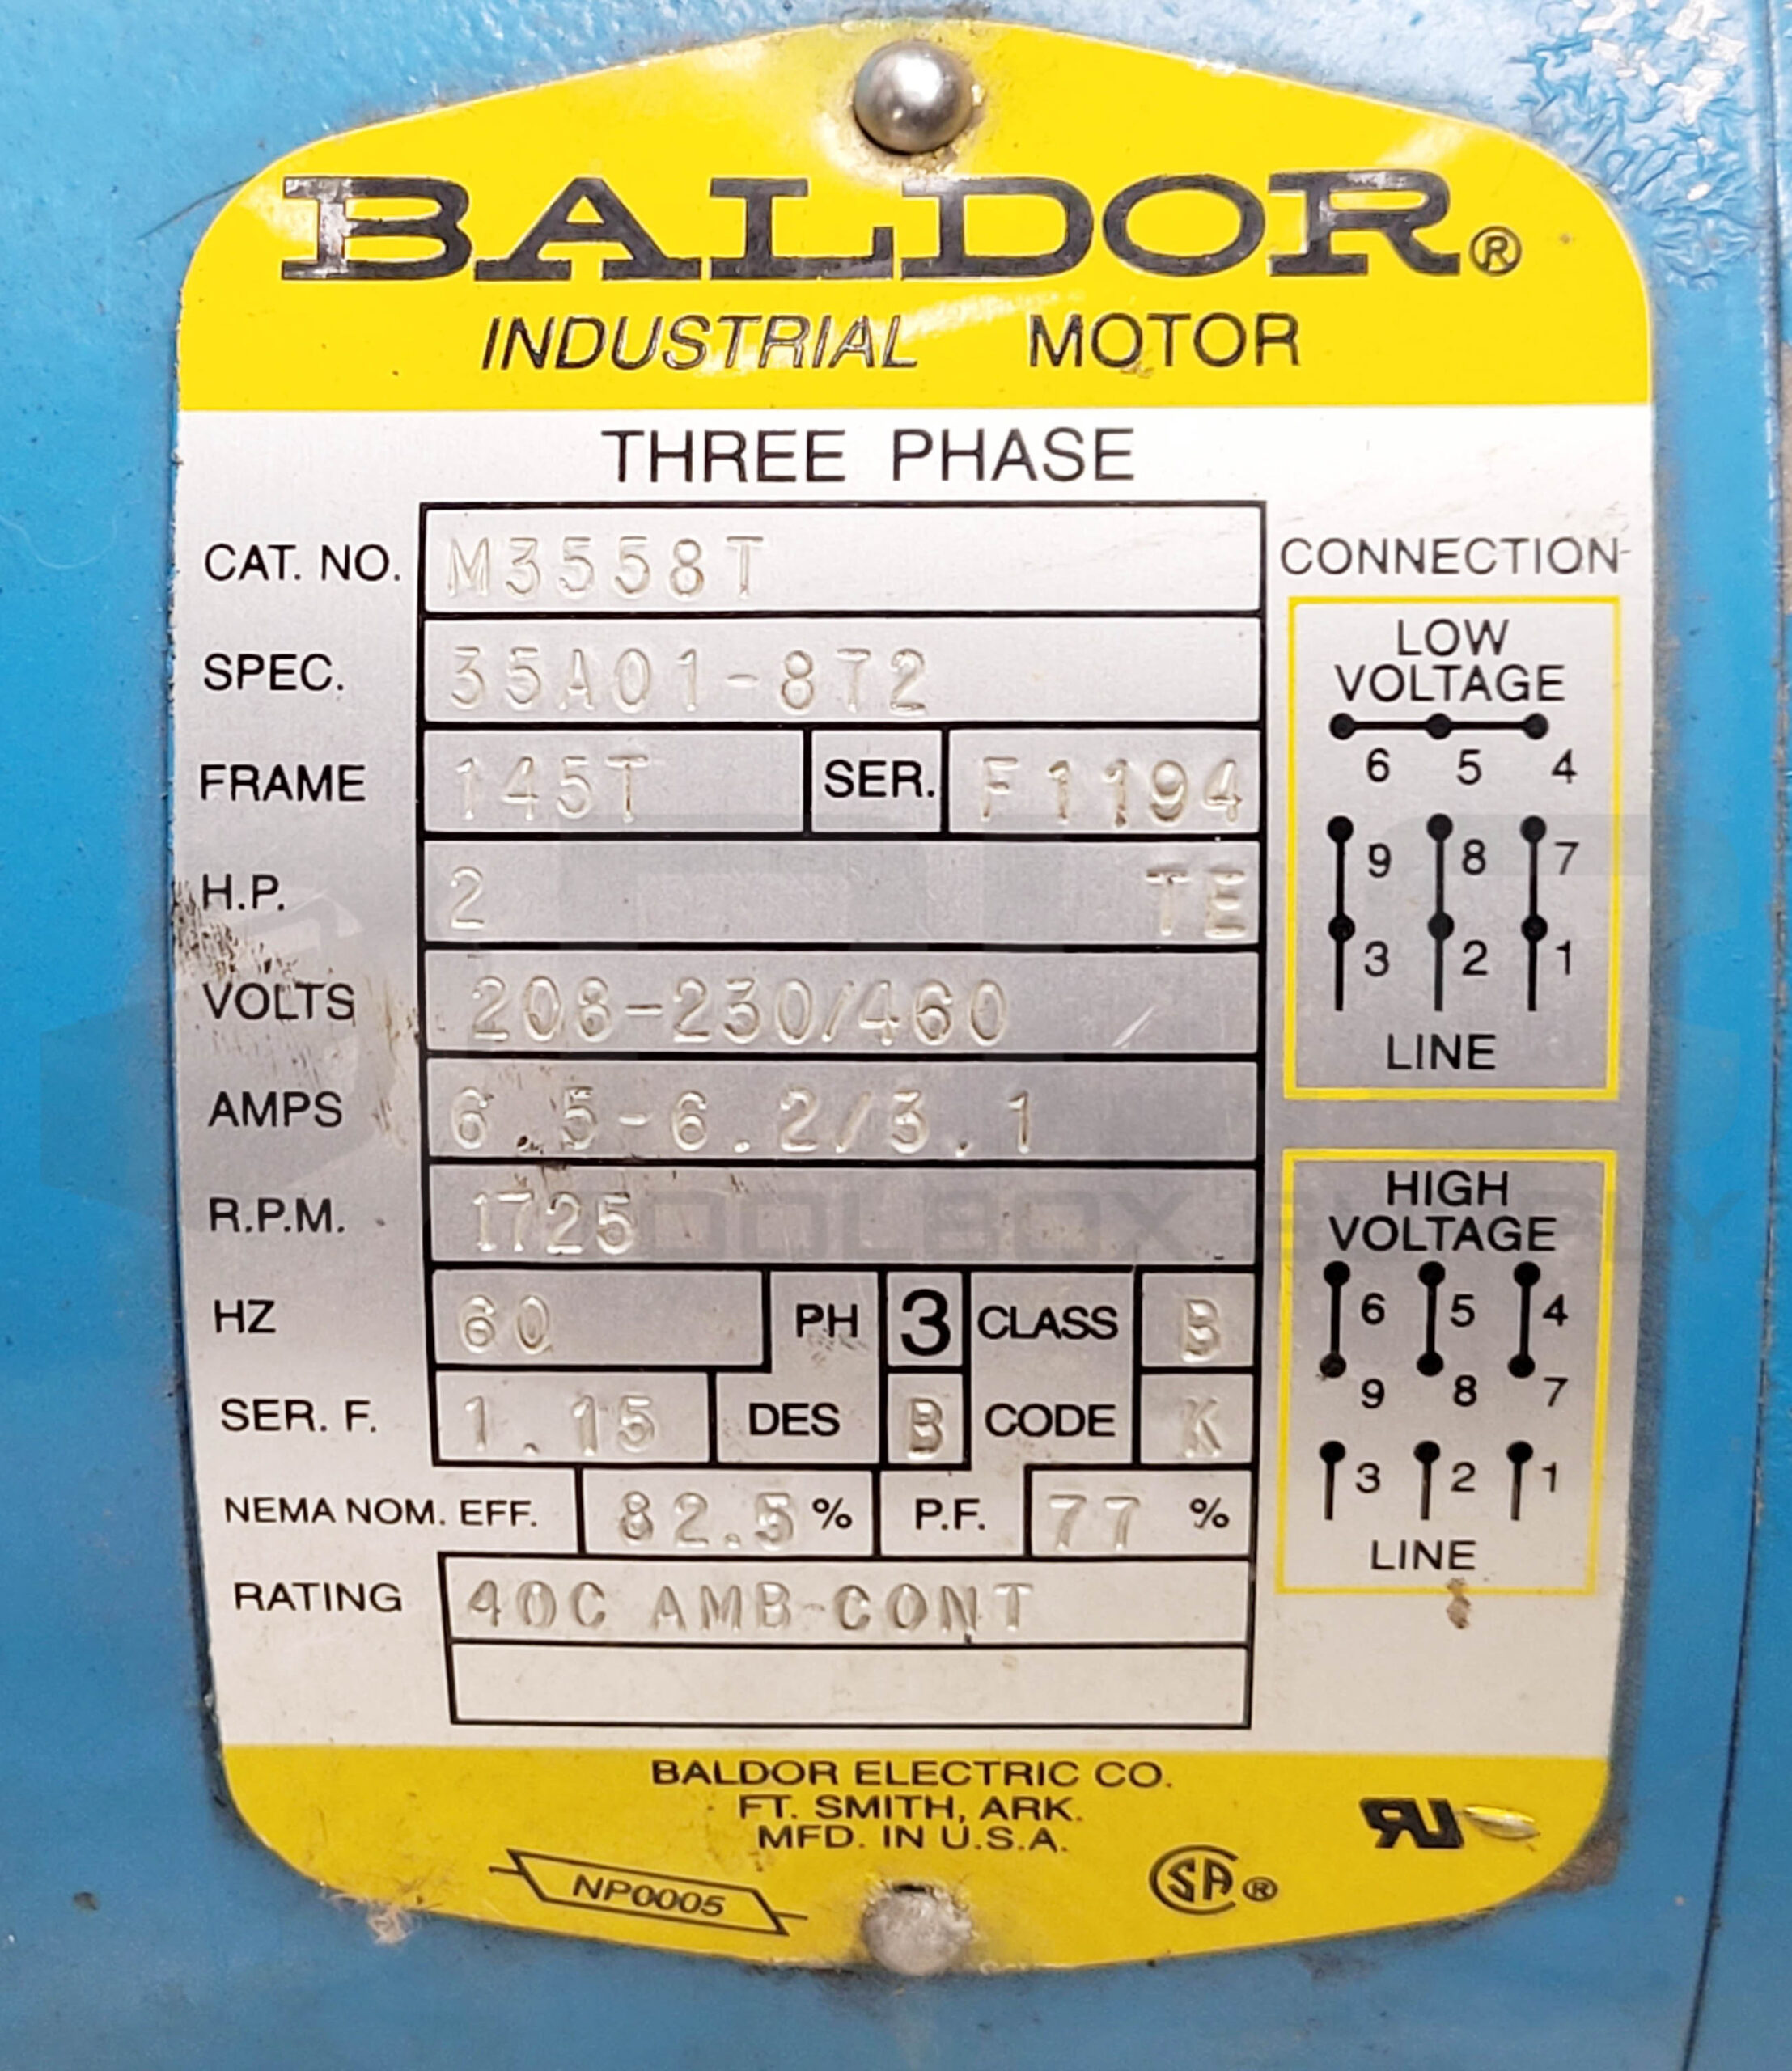 BALDOR®
INDUSTRIAL MOTOR
THREE PHASE
CAT. NO. M3558T
SPEC. 35A01-872
FRAME 145T SER. F1194
H.P. 2 TE
VOLTS 208-230/460
AMPS 6.5-6.2/3.1
R.P.M. 1725
HZ 60 PH 3 CLASS B
SER. F. 1.15 DES B CODE K
NEMA NOM. EFF. 82.5 % P.F. 77 %
RATING 40C AMB-CONT
CONNECTION
LOW
VOLTAGE
6 5 4
9 8 7
3 2 1
LINE
HIGH
VOLTAGE
6 5 4
9 8 7
3 2 1
LINE
BALDOR ELECTRIC CO.
FT. SMITH, ARK.
MFD. IN U.S.A.
NP0005
SA®
RU